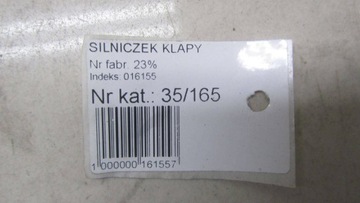 SILNICZEK KLAPY
Nr fabr. 23%
Indeks: 016155
Nr kat.: 35/165
1 000000 161557